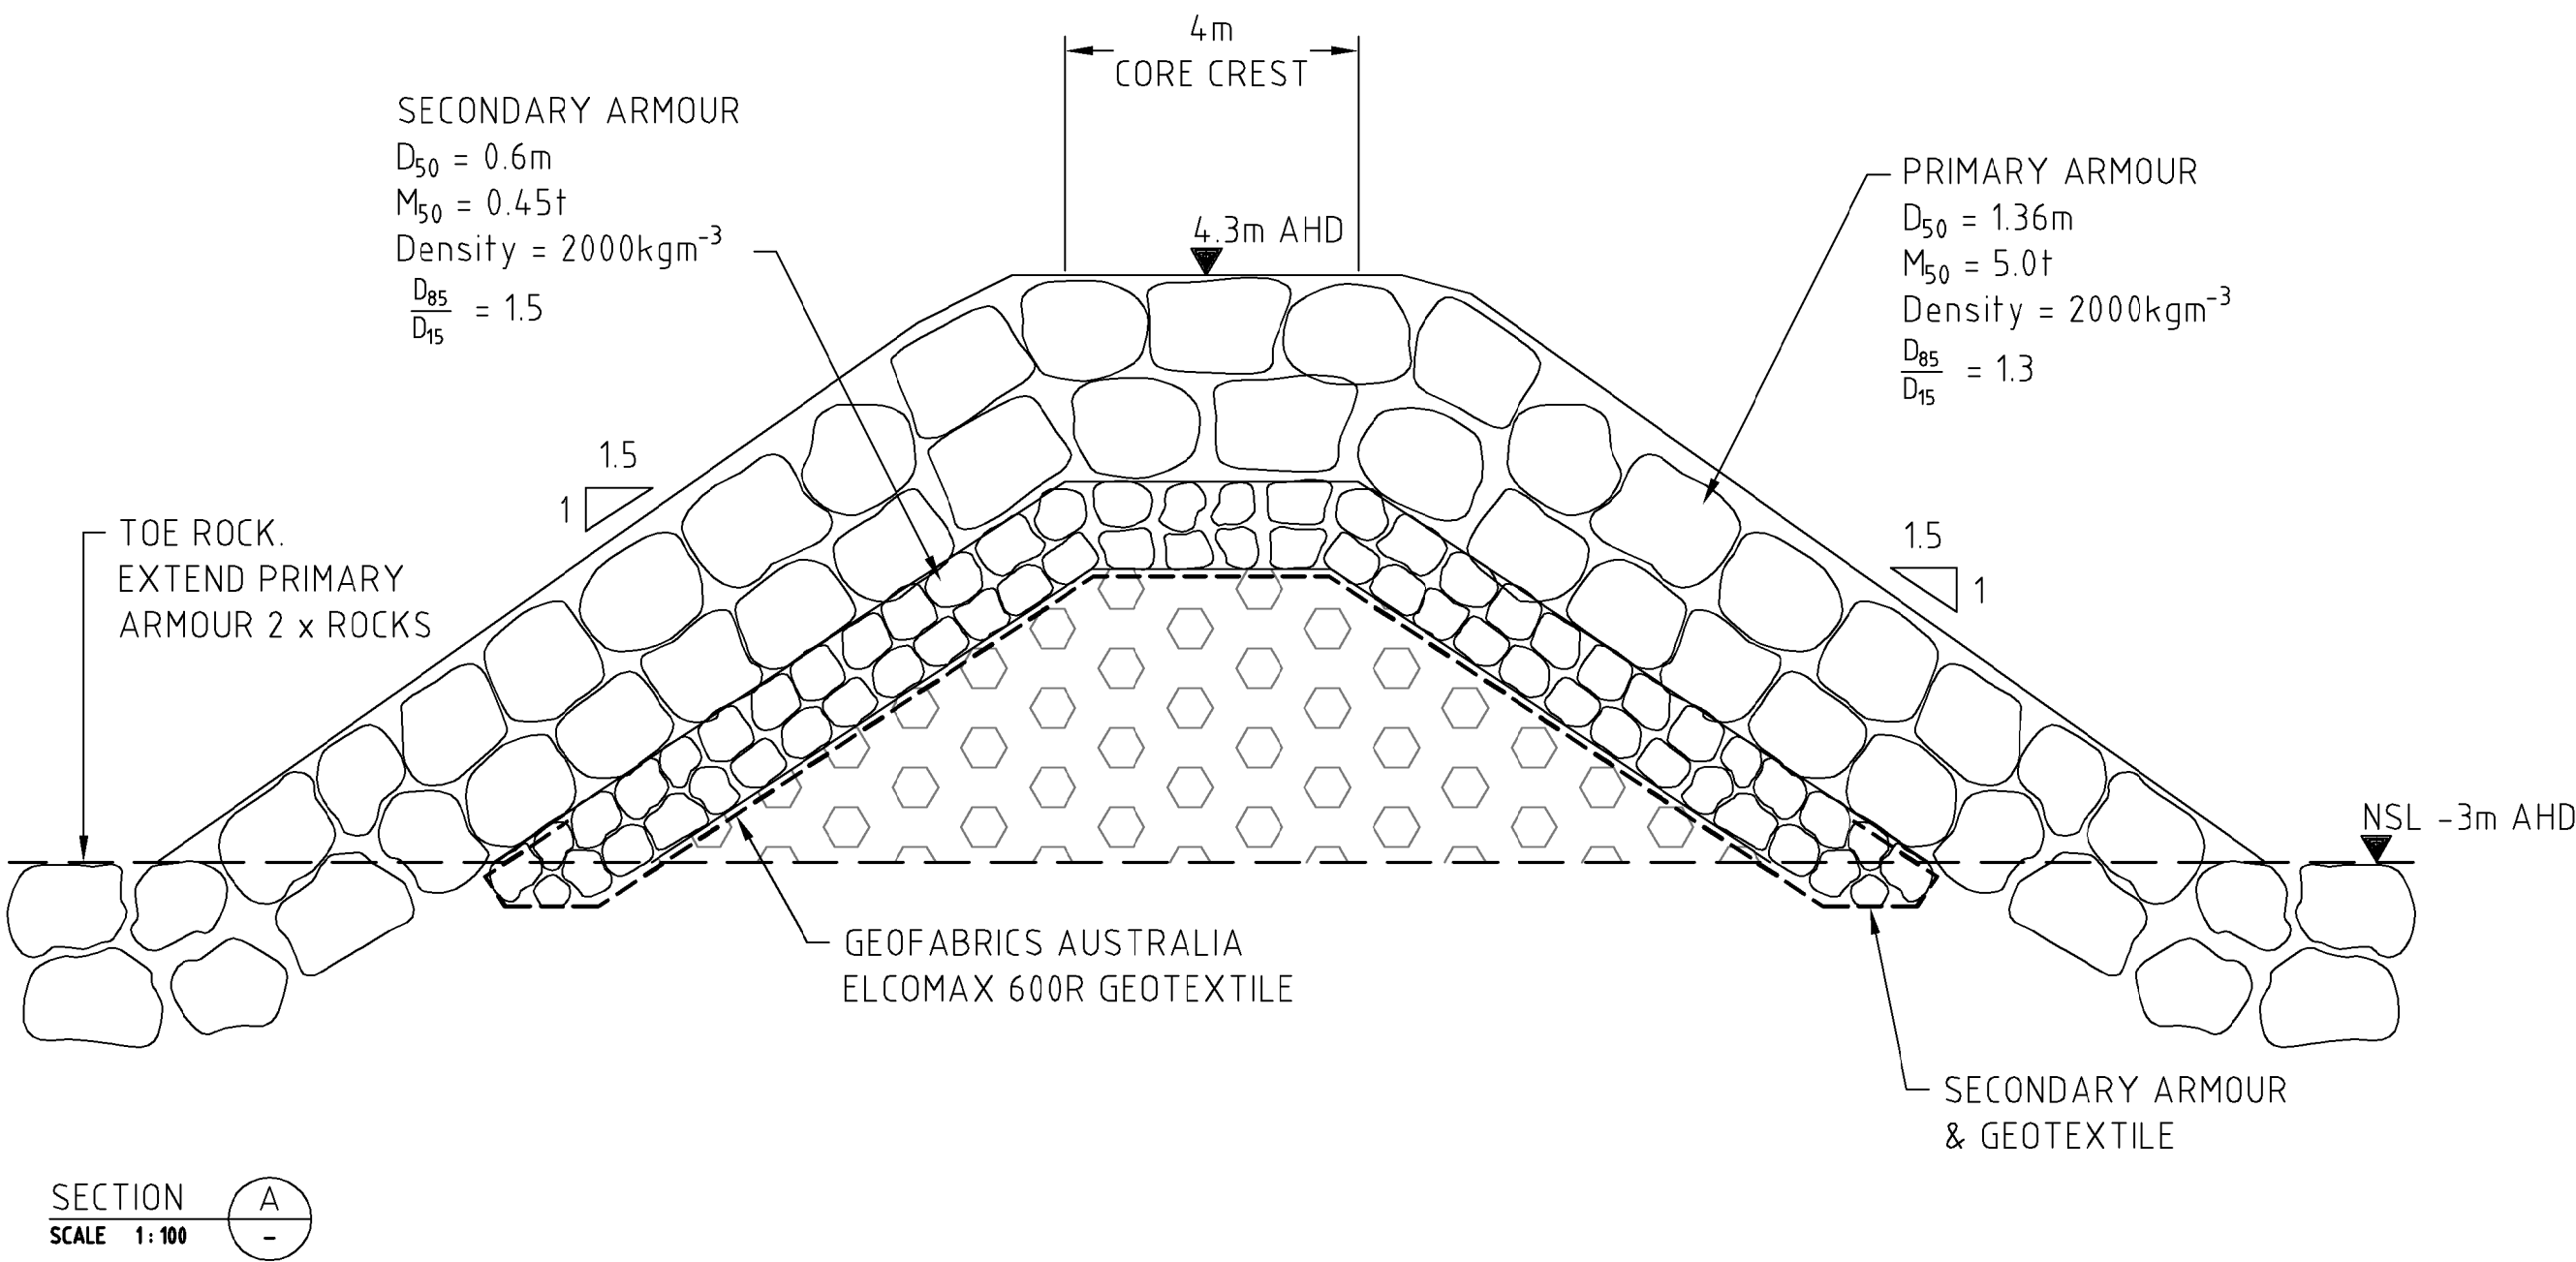 4m
CORE CREST
SECONDARY ARMOUR
D50 = 0.6m
M50 = 0.45t
Density = 2000kgm-3
D85
D15
= 1.5
4.3m AHD
PRIMARY ARMOUR
D50 = 1.36m
M50 = 5.0t
Density = 2000kgm-3
D85
D15
= 1.3
1.5
1
TOE ROCK.
EXTEND PRIMARY
ARMOUR 2 x ROCKS
1.5
1
NSL -3m AHD
GEOFABRICS AUSTRALIA
ELCOMAX 600R GEOTEXTILE
SECONDARY ARMOUR
& GEOTEXTILE
SECTION A
SCALE 1:100 -